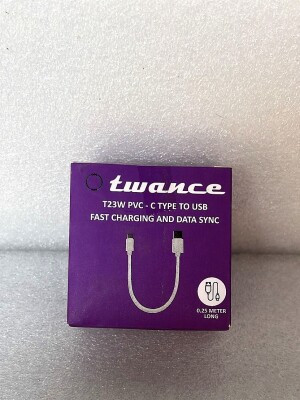 twance
T23W PVC - C TYPE TO USB
FAST CHARGING AND DATA SYNC
0.25 METER
LONG